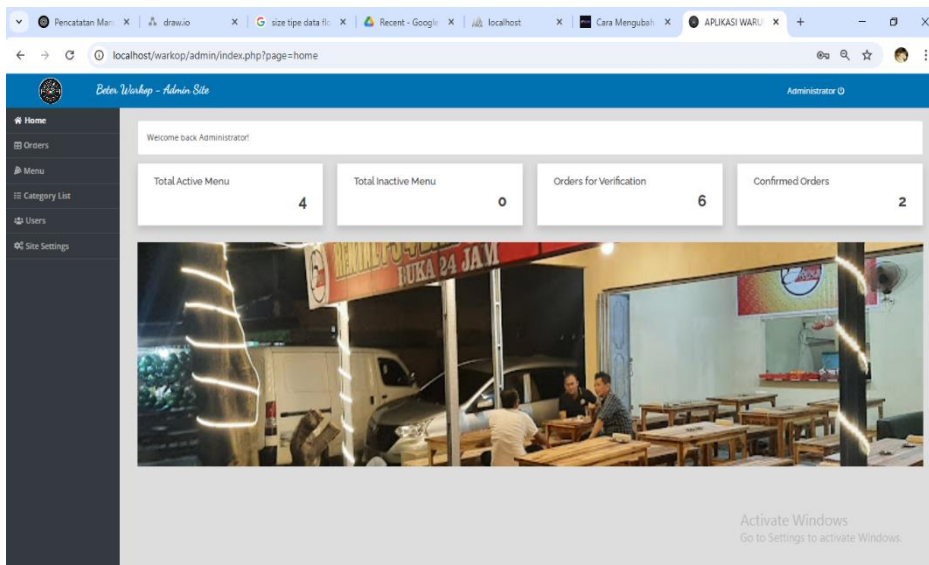 Pencatatan Man
draw.io
size tipe data flo
Recent - Google
localhost
Cara Mengubah
APLIKASI WARU
localhost/warkop/admin/index.php?page=home
Beter Warkop - Admin Site
Administrator
Home
Orders
Menu
Category List
Users
Site Settings
Welcome back Administrator!
Total Active Menu
4
Total Inactive Menu
0
Orders for Verification
6
Confirmed Orders
2
BUKA 24 JAM
Activate Windows
Go to Settings to activate Windows.